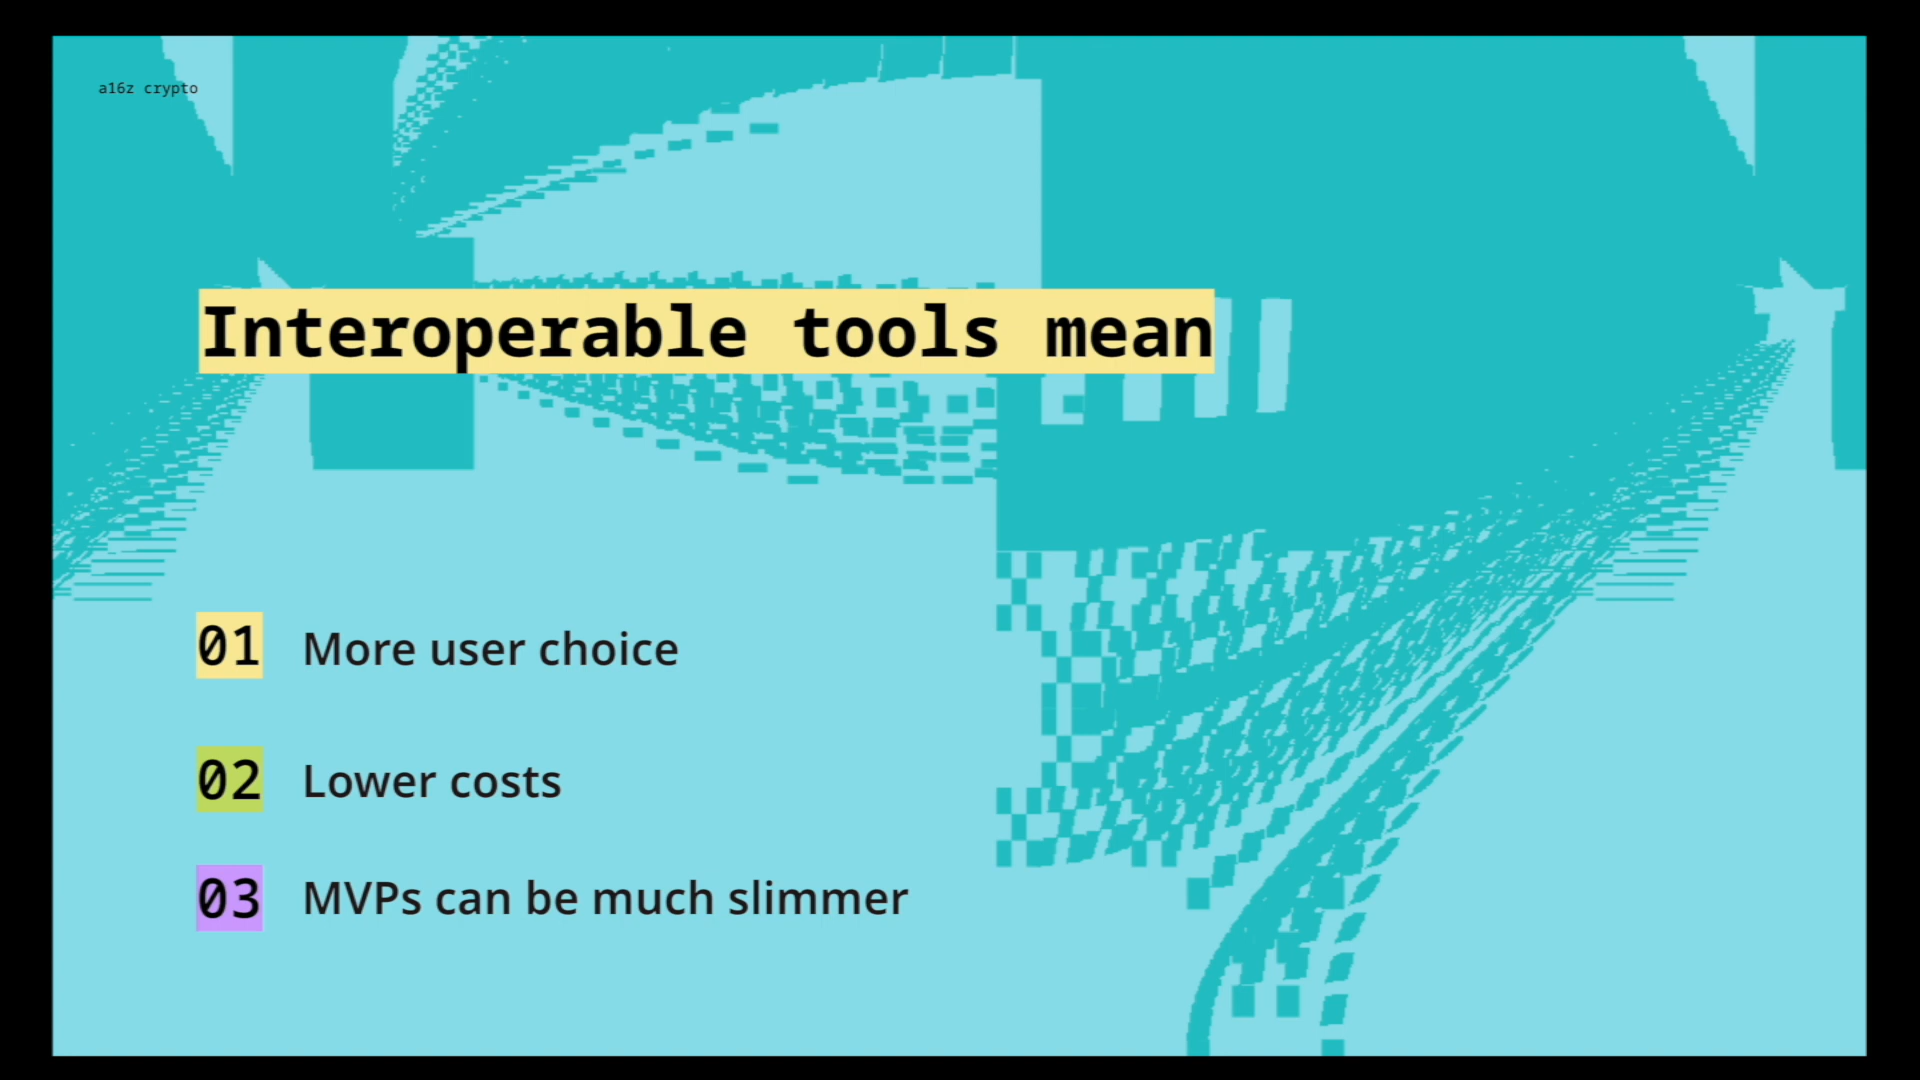 a16z crypto
Interoperable tools mean
01 More user choice
02 Lower costs
03 MVPs can be much slimmer